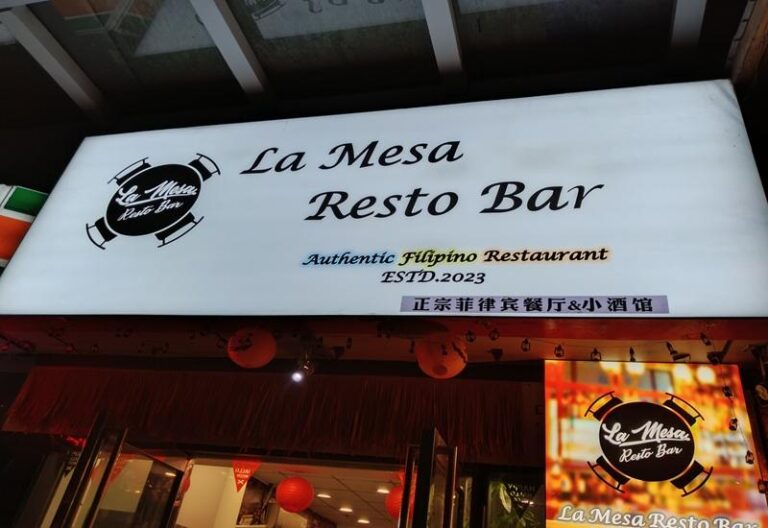 La Mesa
Resto Bar
La Mesa
Resto Bar
Authentic Filipino Restaurant
ESTD.2023
正宗菲律宾餐厅&小酒馆
La Mesa
Resto Bar
La Mesa Resto Bar